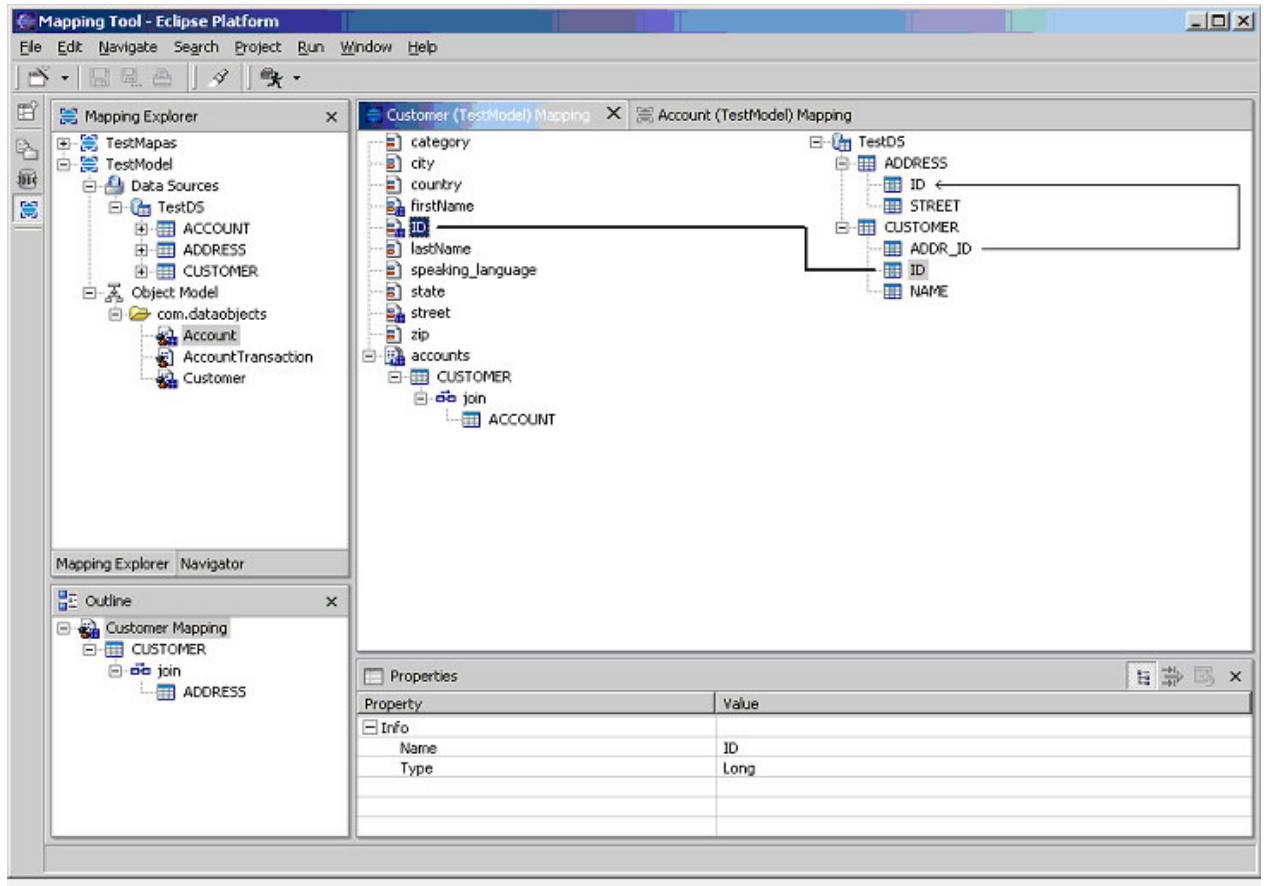 Mapping Tool - Eclipse Platform
File Edit Navigate Search Project Run Window Help
Mapping Explorer
TestMapas
TestModel
Data Sources
TestDS
ACCOUNT
ADDRESS
CUSTOMER
Object Model
com.dataobjects
Account
AccountTransaction
Customer
Mapping Explorer Navigator
Outline
Customer Mapping
CUSTOMER
join
ADDRESS
Customer (TestModel) Mapping Account (TestModel) Mapping
category
city
country
firstName
ID
lastName
speaking_language
state
street
zip
accounts
CUSTOMER
join
ACCOUNT
TestDS
ADDRESS
ID
STREET
CUSTOMER
ADDR_ID
ID
NAME
Properties
Property Value
Info
Name ID
Type Long